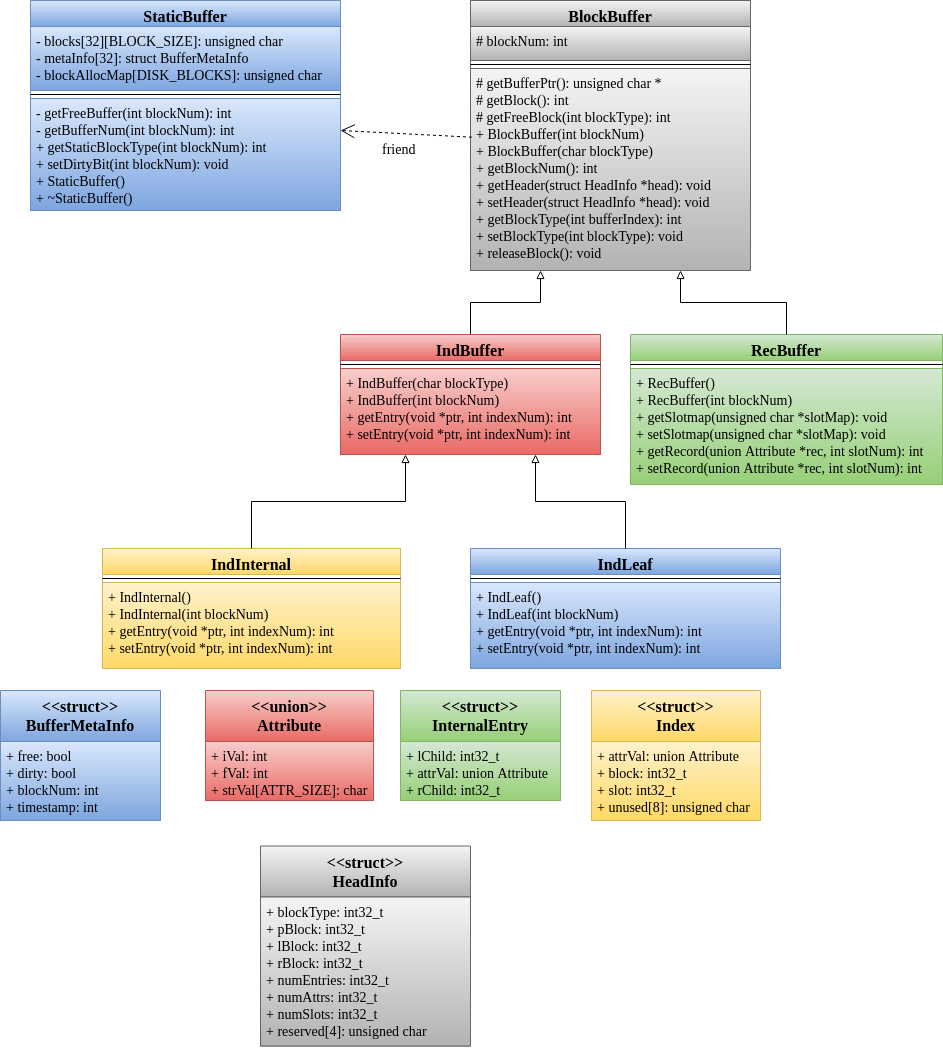 StaticBuffer
- blocks[32][BLOCK_SIZE]: unsigned char
- metaInfo[32]: struct BufferMetaInfo
- blockAllocMap[DISK_BLOCKS]: unsigned char
- getFreeBuffer(int blockNum): int
- getBufferNum(int blockNum): int
+ getStaticBlockType(int blockNum): int
+ setDirtyBit(int blockNum): void
+ StaticBuffer()
+ ~StaticBuffer()
friend
BlockBuffer
# blockNum: int
# getBufferPtr(): unsigned char *
# getBlock(): int
# getFreeBlock(int blockType): int
+ BlockBuffer(int blockNum)
+ BlockBuffer(char blockType)
+ getBlockNum(): int
+ getHeader(struct HeadInfo *head): void
+ setHeader(struct HeadInfo *head): void
+ getBlockType(int bufferIndex): int
+ setBlockType(int blockType): void
+ releaseBlock(): void
IndBuffer
+ IndBuffer(char blockType)
+ IndBuffer(int blockNum)
+ getEntry(void *ptr, int indexNum): int
+ setEntry(void *ptr, int indexNum): int
RecBuffer
+ RecBuffer()
+ RecBuffer(int blockNum)
+ getSlotmap(unsigned char *slotMap): void
+ setSlotmap(unsigned char *slotMap): void
+ getRecord(union Attribute *rec, int slotNum): int
+ setRecord(union Attribute *rec, int slotNum): int
IndInternal
+ IndInternal()
+ IndInternal(int blockNum)
+ getEntry(void *ptr, int indexNum): int
+ setEntry(void *ptr, int indexNum): int
IndLeaf
+ IndLeaf()
+ IndLeaf(int blockNum)
+ getEntry(void *ptr, int indexNum): int
+ setEntry(void *ptr, int indexNum): int
<<struct>>
BufferMetaInfo
+ free: bool
+ dirty: bool
+ blockNum: int
+ timestamp: int
<<union>>
Attribute
+ iVal: int
+ fVal: int
+ strVal[ATTR_SIZE]: char
<<struct>>
InternalEntry
+ lChild: int32_t
+ attrVal: union Attribute
+ rChild: int32_t
<<struct>>
Index
+ attrVal: union Attribute
+ block: int32_t
+ slot: int32_t
+ unused[8]: unsigned char
<<struct>>
HeadInfo
+ blockType: int32_t
+ pBlock: int32_t
+ lBlock: int32_t
+ rBlock: int32_t
+ numEntries: int32_t
+ numAttrs: int32_t
+ numSlots: int32_t
+ reserved[4]: unsigned char